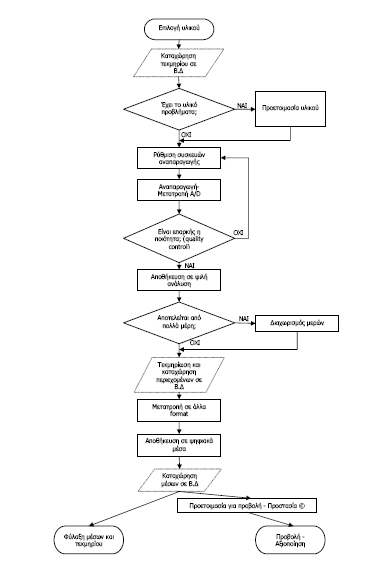 Επιλογή υλικού
Καταχώρηση
τεκμηρίου σε
Β.Δ
Έχει το υλικό
προβλήματα;
ΝΑΙ
Προετοιμασία υλικού
ΟΧΙ
Ρύθμιση συσκευών
αναπαραγωγής
Αναπαραγωγή-
Μετατροπή A/D
Είναι επαρκής η
ποιότητα; (quality
control)
ΟΧΙ
ΝΑΙ
Αποθήκευση σε ψιλή
ανάλυση
Αποτελείται από
πολλά μέρη;
ΝΑΙ
Διαχωρισμός μερών
ΟΧΙ
Τεκμηρίωση και
καταχώρηση
περιεχομένων σε
Β.Δ
Μετατροπή σε άλλα
format
Αποθήκευση σε ψηφιακά
μέσα
Καταχώρηση
μέσων σε Β.Δ
Προετοιμασία για προβολή - Προστασία ©
Φύλαξη μέσων και
τεκμηρίου
Προβολή -
Αξιοποίηση